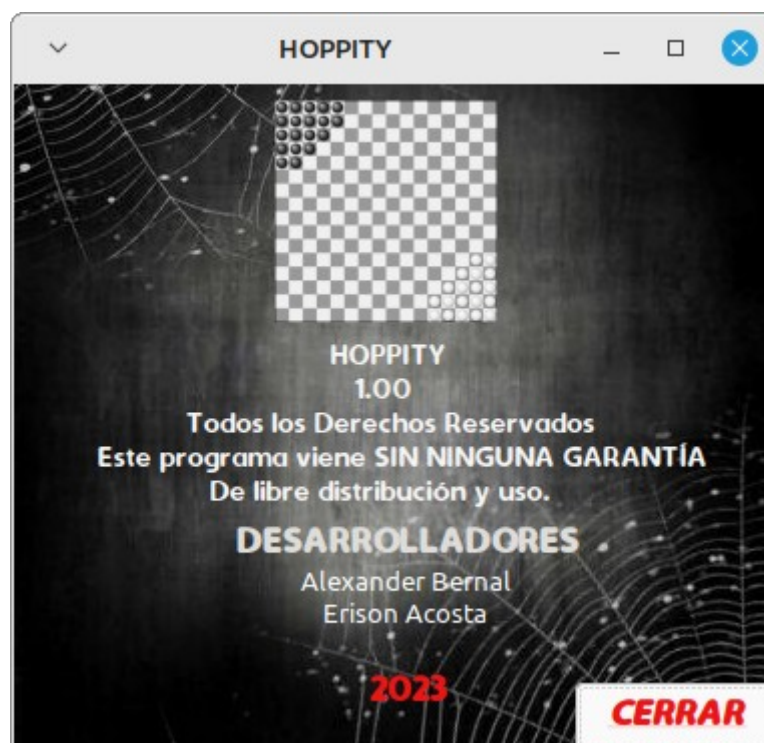 HOPPITY
HOPPITY
1.00
Todos los Derechos Reservados
Este programa viene SIN NINGUNA GARANTÍA
De libre distribución y uso.
DESARROLLADORES
Alexander Bernal
Erison Acosta
2023
CERRAR